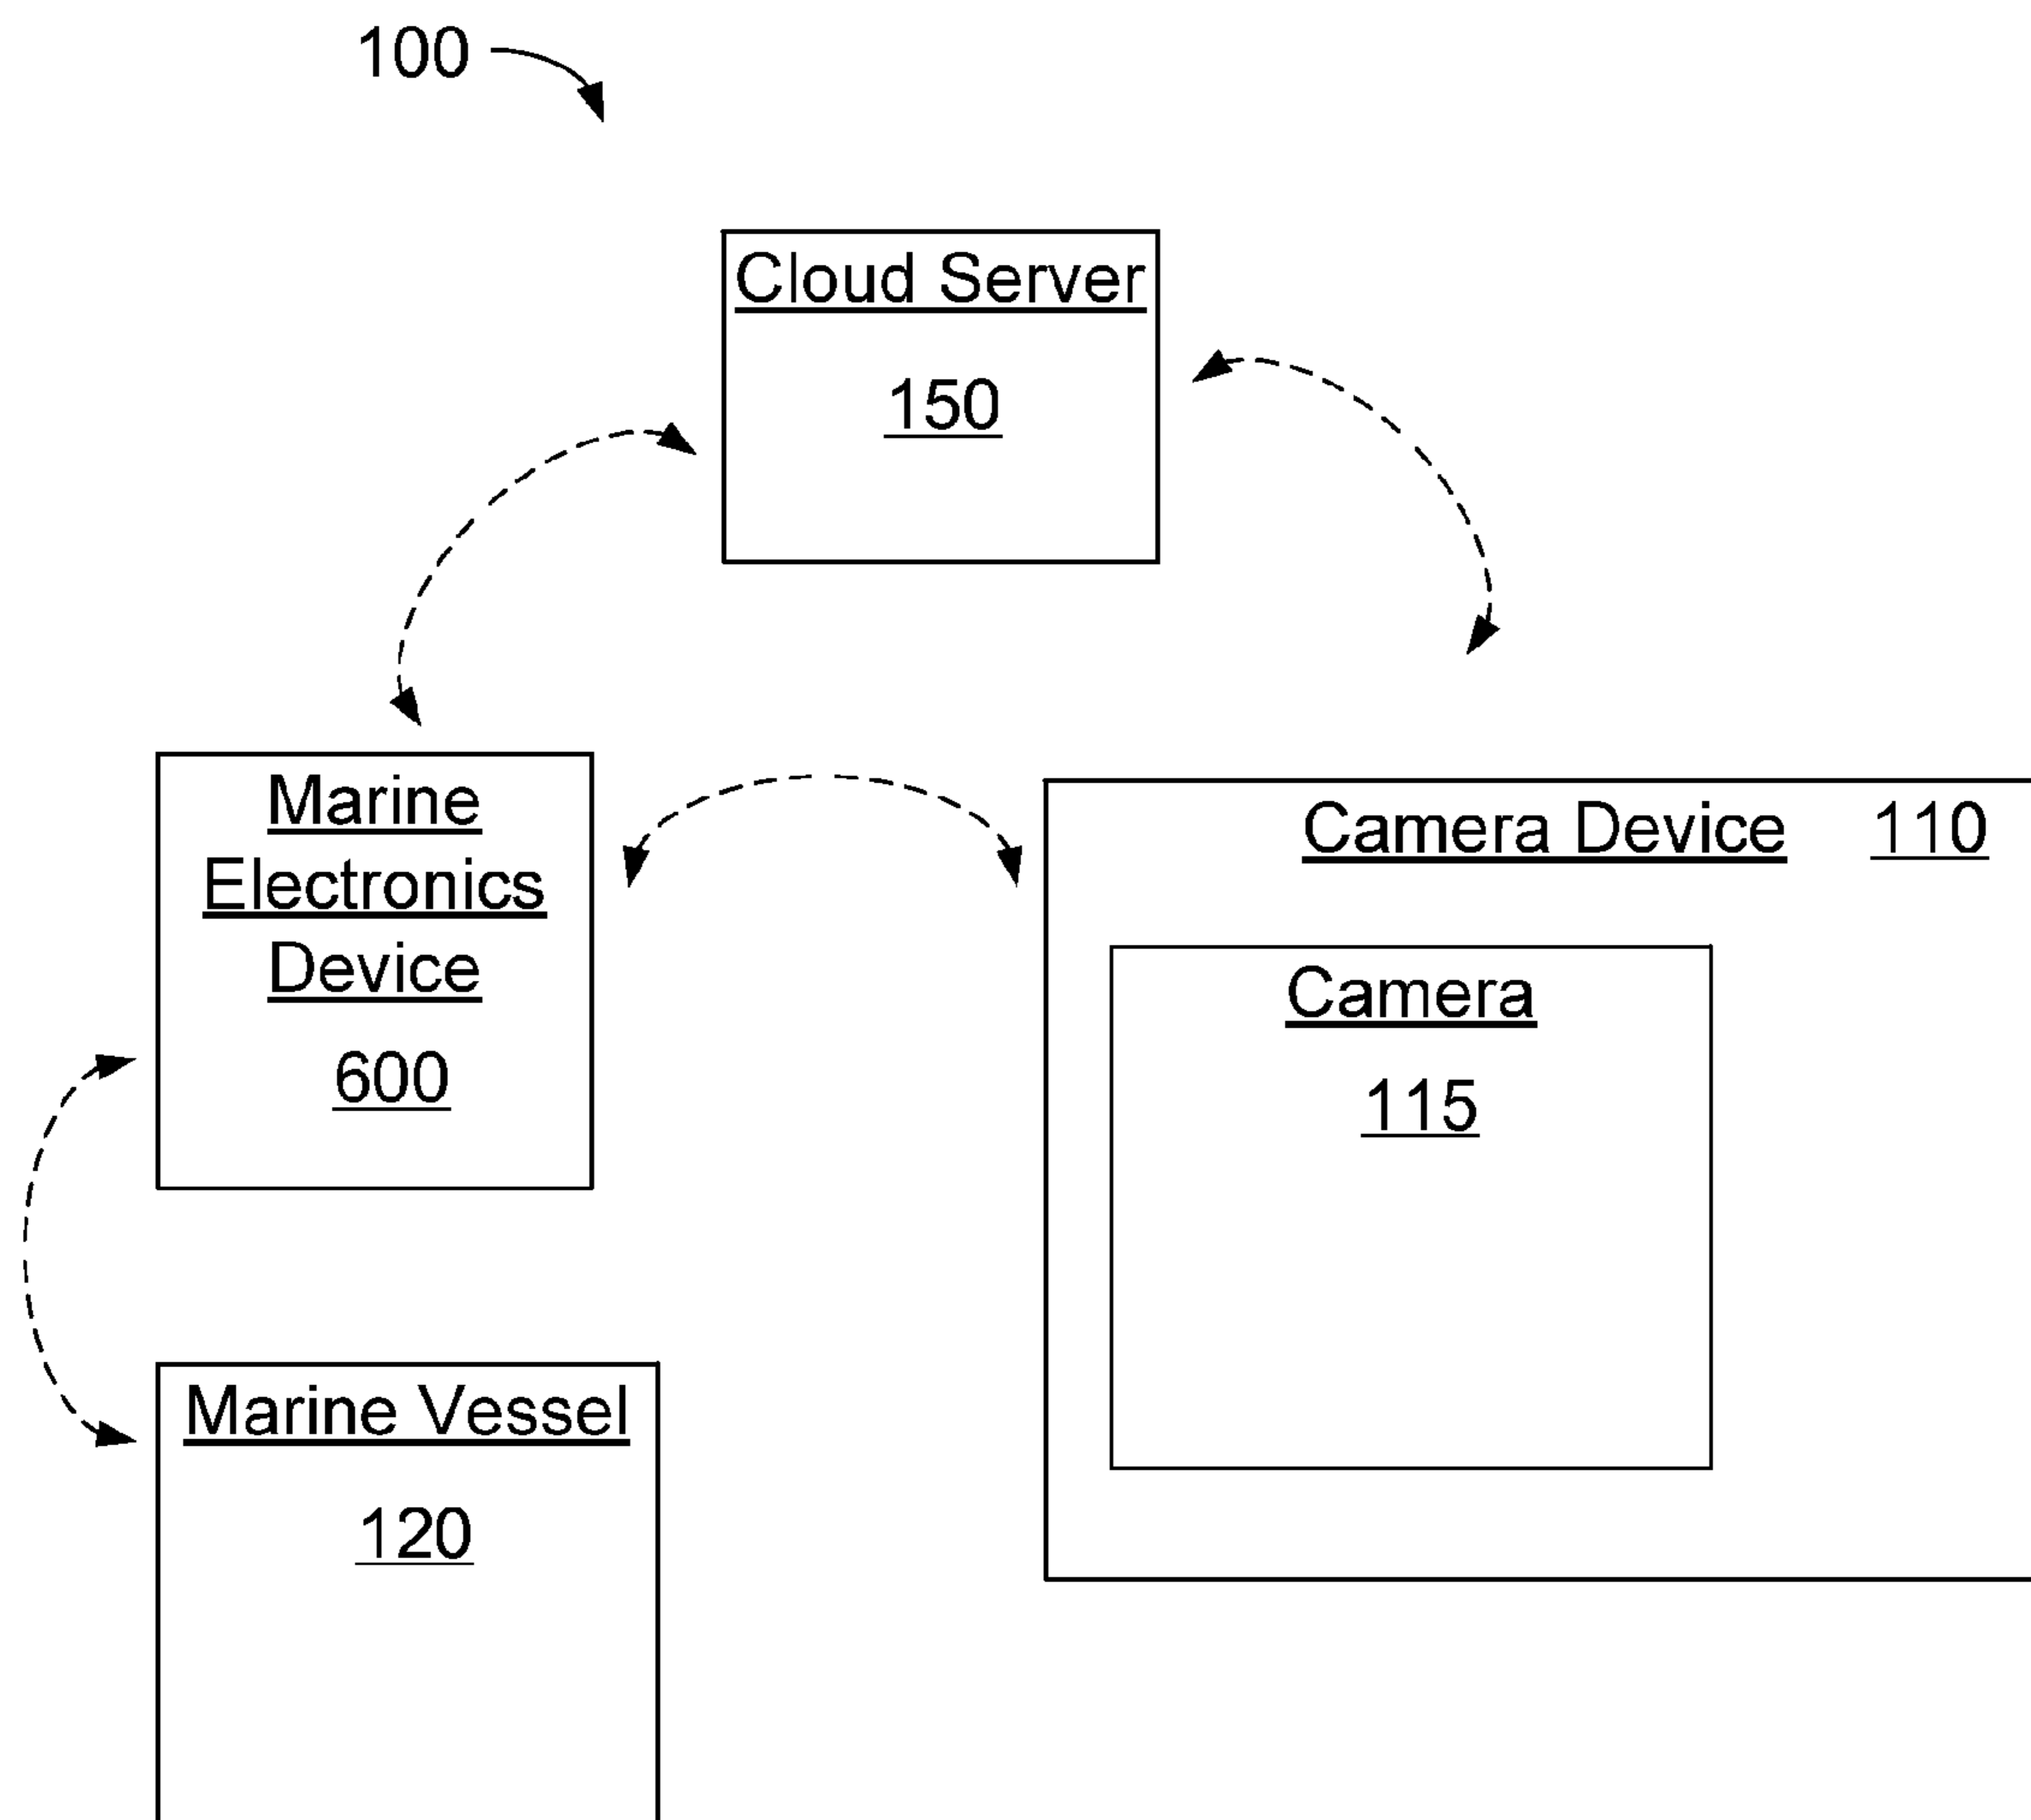 100
Cloud Server
150
Marine
Electronics
Device
600
Camera Device 110
Camera
115
Marine Vessel
120